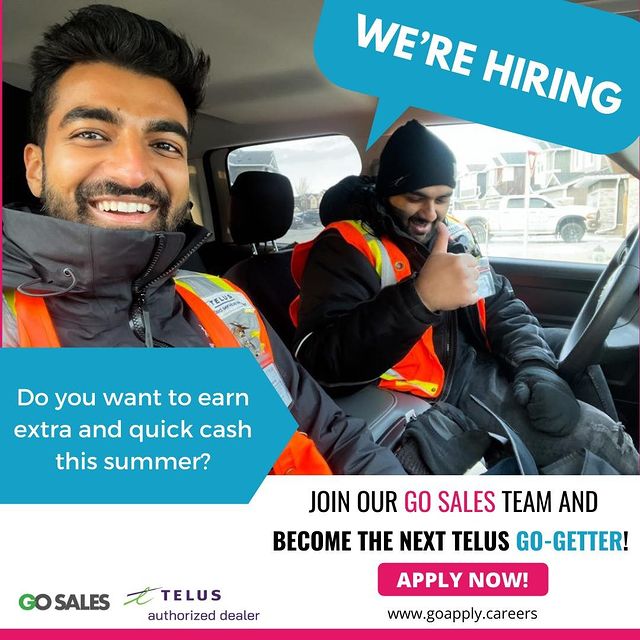 WE'RE HIRING
TELUS
Do you want to earn
extra and quick cash
this summer?
JOIN OUR GO SALES TEAM AND
BECOME THE NEXT TELUS GO-GETTER!
APPLY NOW!
www.goapply.careers
GO SALES
TELUS
authorized dealer